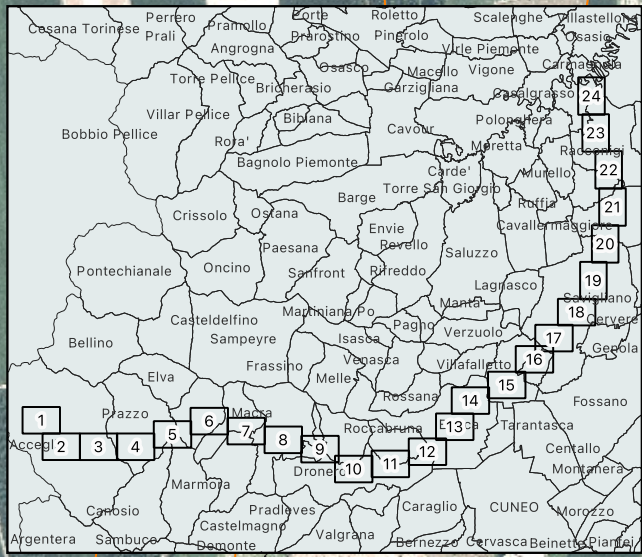 Cesana Torinese
Perrero
Prali
Pramollo
Porte
Roletto
Scalenghe
Villastellone
Osasio
Angrogna
Prarostino
Pinerolo
Virle Piemonte
Torre Pellice
Osasco
Macello
Vigone
Carmagnola
Bricherasio
Garzigliana
Casalgrasso
24
Villar Pellice
Bibiana
Polonghera
23
Bobbio Pellice
Rora'
Cavour
Moretta
Racconigi
Bagnolo Piemonte
Carde'
Murello
22
Torre San Giorgio
Barge
Ruffia
21
Crissolo
Ostana
Envie
Cavallermaggiore
Paesana
Revello
Saluzzo
20
Pontechianale
Oncino
Sanfront
Rifreddo
Lagnasco
19
Manta
Savigliano
Casteldelfino
Martiniana Po
Pagno
Verzuolo
18
Cervere
Bellino
Sampeyre
Isasca
17
Genola
Frassino
Venasca
Villafalletto
16
Elva
Melle
Rossana
15
Fossano
1
Prazzo
6
Macra
14
Accegl
2
3
4
5
7
8
9
Roccabruna
13
Tarantasca
Dronero
10
11
12
Centallo
Montanera
Marmora
Canosio
Pradleves
Caraglio
CUNEO
Morozzo
Castelmagno
Argentera
Sambuco
Demonte
Valgrana
Bernezzo
Cervasca
Beinette
Pianfei